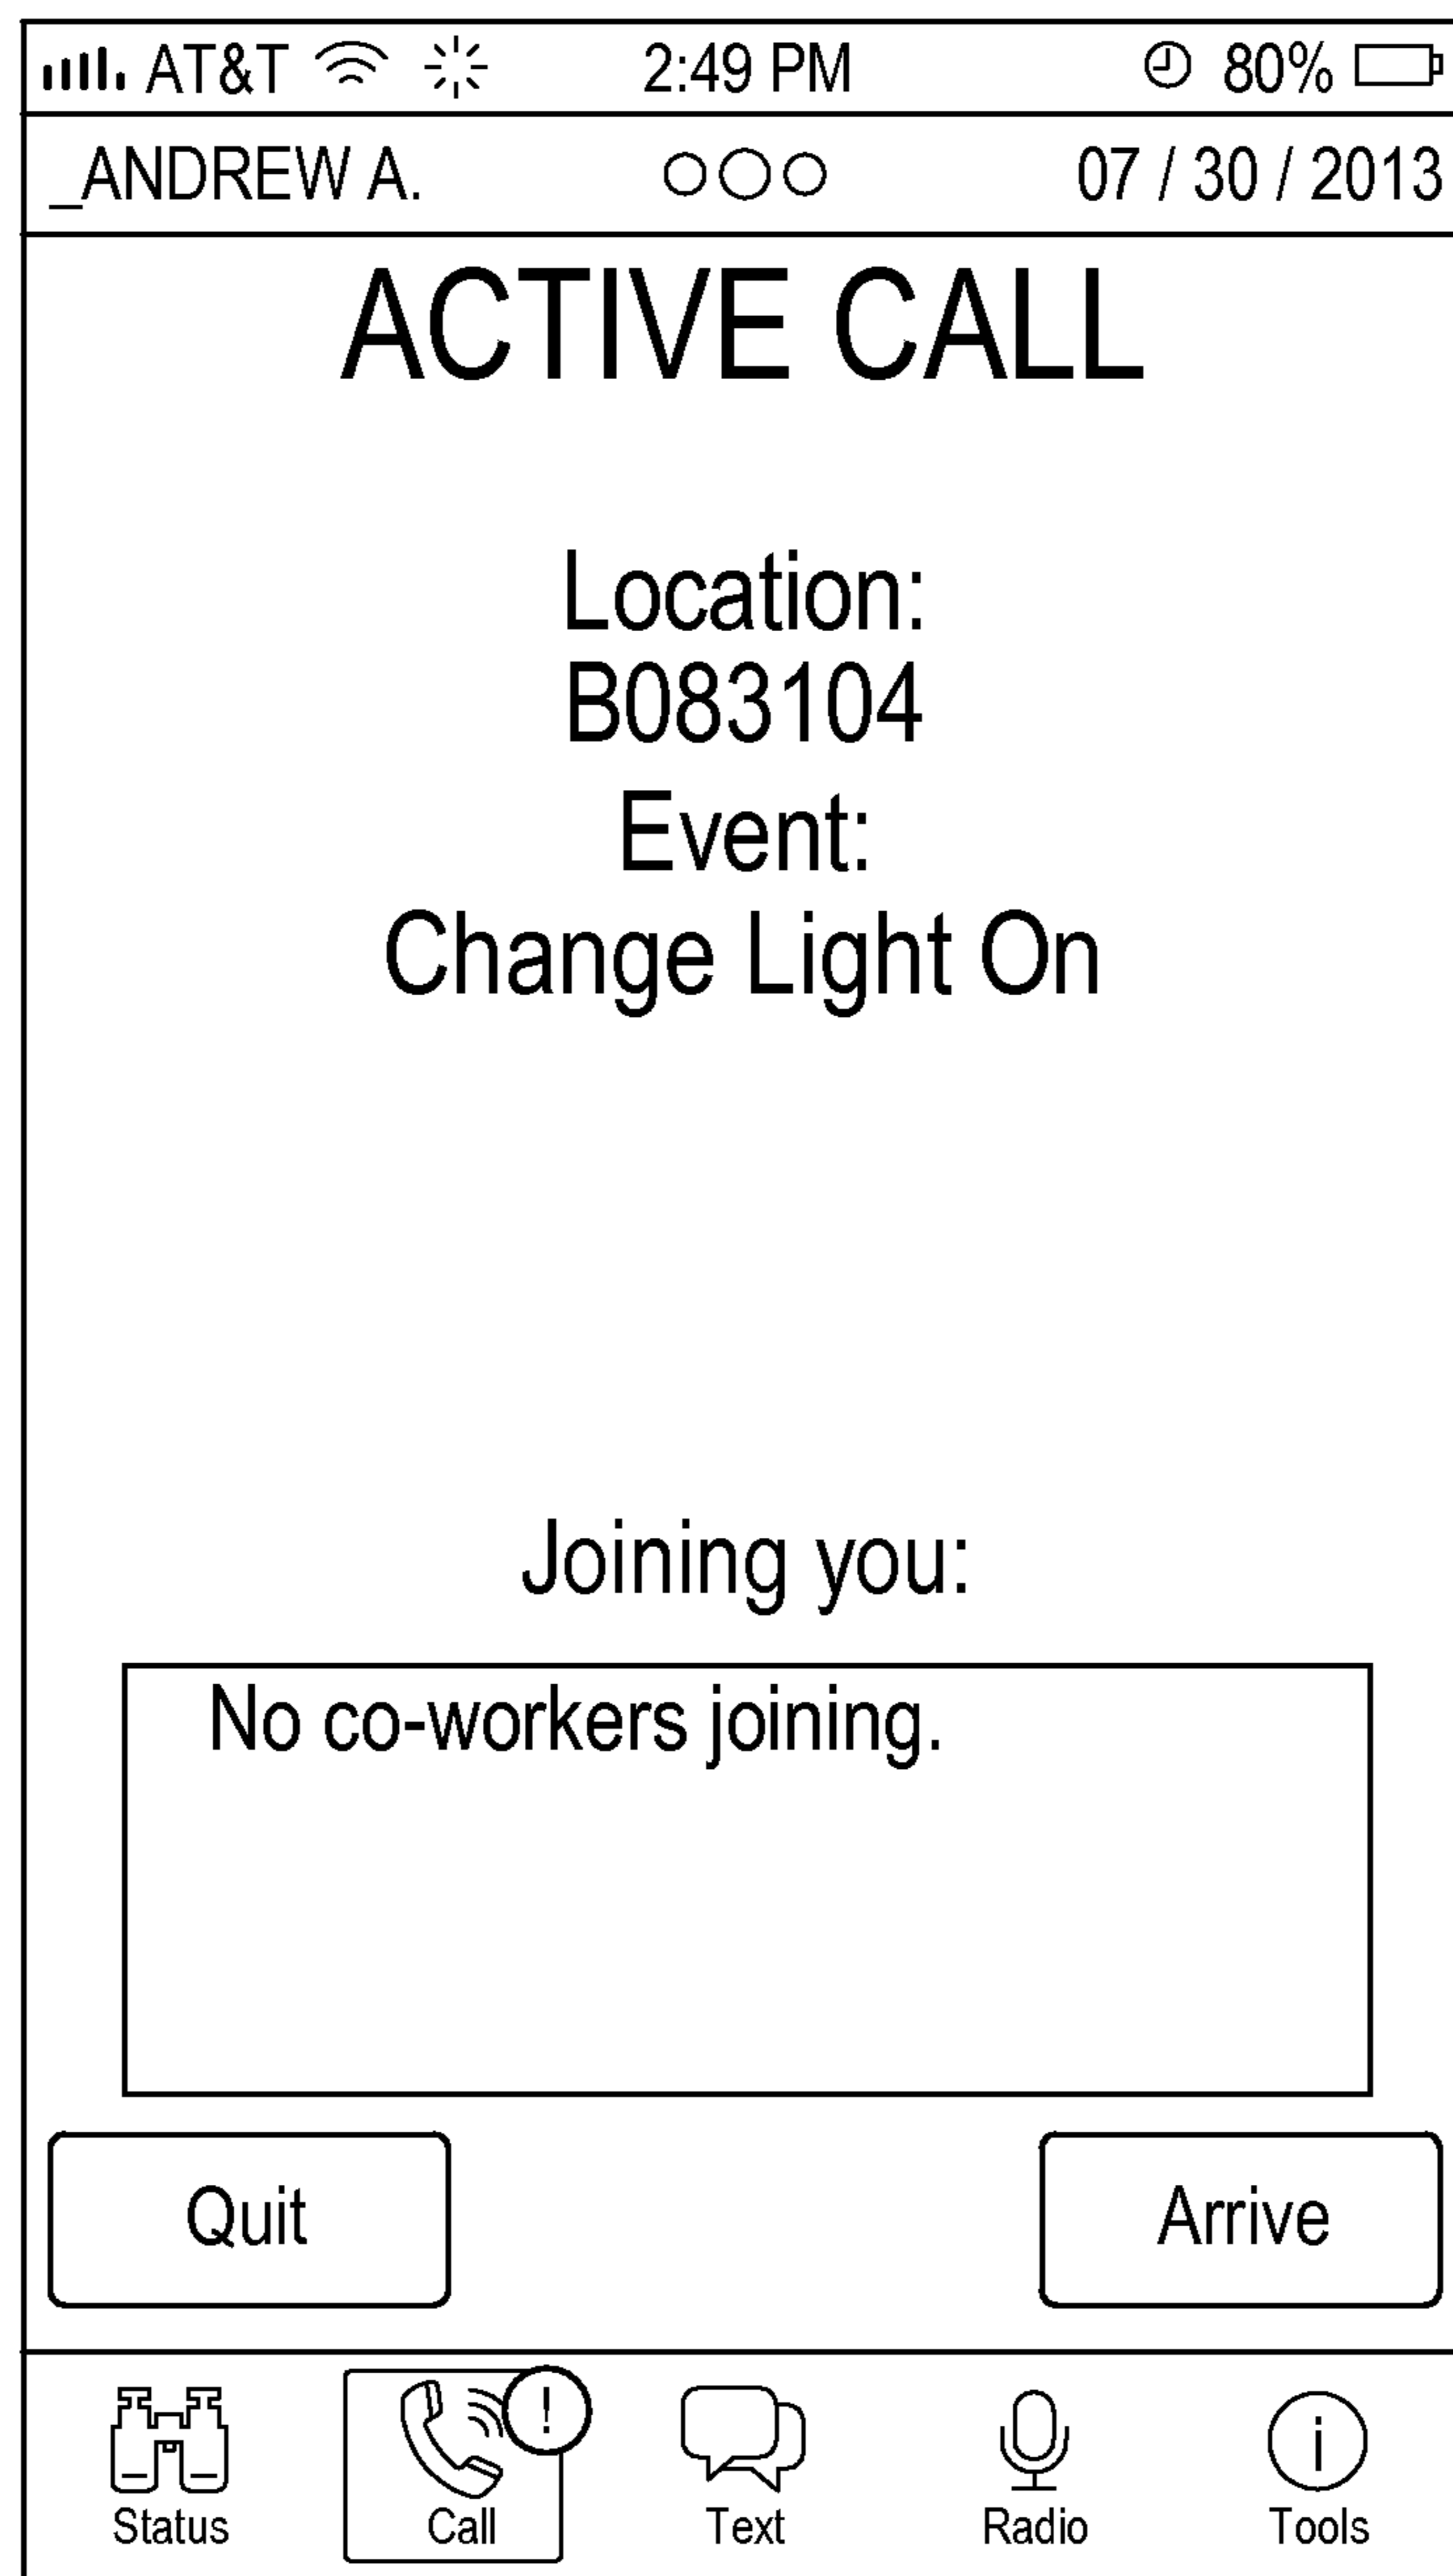 AT&T 2:49 PM 80%
_ANDREW A. 07 / 30 / 2013
ACTIVE CALL
Location:
B083104
Event:
Change Light On
Joining you:
No co-workers joining.
Quit Arrive
!
i
Status Call Text Radio Tools